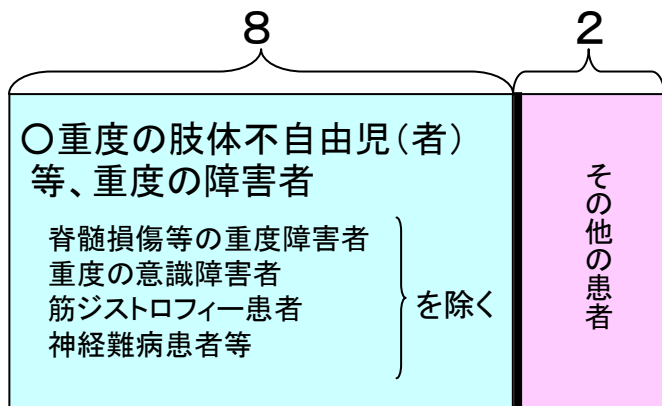 8
2
〇重度の肢体不自由児(者)
等、重度の障害者
脊髄損傷等の重度障害者
重度の意識障害者
筋ジストロフィー患者
神経難病患者等
を除く
その他の患者